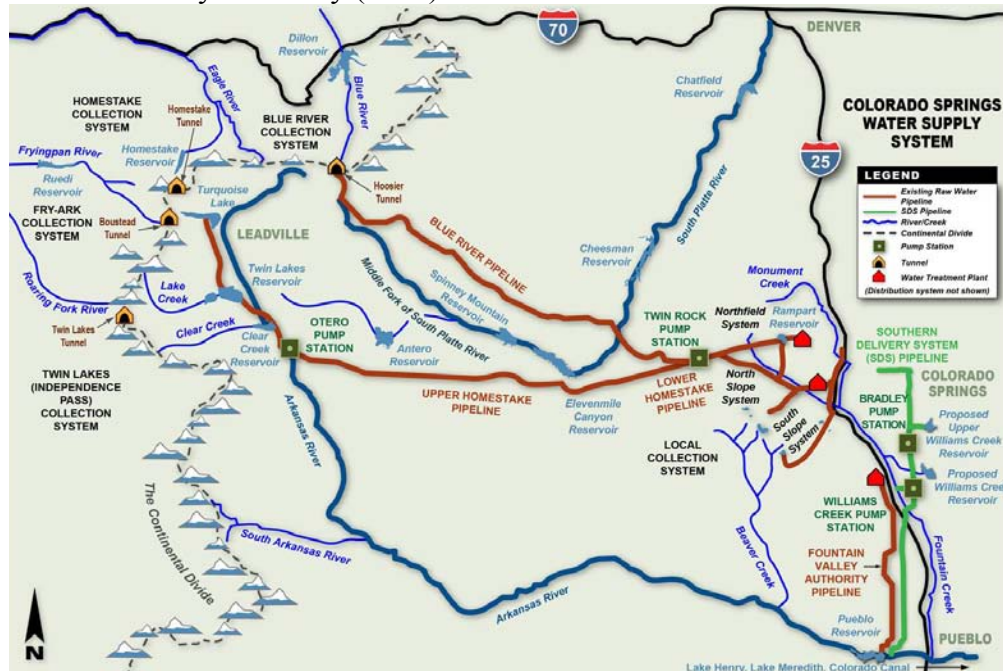 70
DENVER
Dillon
Reservoir
Eagle River
Blue River
Chatfield
Reservoir
HOMESTAKE
COLLECTION
SYSTEM
Homestake
Tunnel
BLUE RIVER
COLLECTION
SYSTEM
COLORADO SPRINGS
WATER SUPPLY
SYSTEM
Fryingpan River
Homestake
Reservoir
25
Ruedi
Reservoir
Turquoise
Lake
Hoosier
Tunnel
South Platte River
LEGEND
Existing Raw Water
Pipeline
SDS Pipeline
River/Creek
Continental Divide
Pump Station
Tunnel
Water Treatment Plant
(Distribution system not shown)
FRY-ARK
COLLECTION
SYSTEM
Boustead
Tunnel
LEADVILLE
BLUE RIVER PIPELINE
Cheesman
Reservoir
Roaring Fork River
Lake
Creek
Twin Lakes
Reservoir
Middle Fork of South Platte River
Spinney Mountain
Reservoir
Monument
Creek
Clear Creek
Twin Lakes
Tunnel
Clear
Creek
Reservoir
OTERO
PUMP
STATION
Antero
Reservoir
TWIN ROCK
PUMP
STATION
Northfield
System
Rampart
Reservoir
SOUTHERN
DELIVERY SYSTEM
(SDS) PIPELINE
TWIN LAKES
(INDEPENDENCE
PASS)
COLLECTION
SYSTEM
UPPER HOMESTAKE
PIPELINE
LOWER
HOMESTAKE
PIPELINE
North
Slope
System
COLORADO
SPRINGS
BRADLEY
PUMP
STATION
Elevenmile
Canyon
Reservoir
South
Slope
System
Proposed
Upper
Williams Creek
Reservoir
Arkansas River
LOCAL
COLLECTION
SYSTEM
Proposed
Williams Cree
Reservoir
The Continental Divide
WILLIAMS
CREEK PUMP
STATION
South Arkansas River
Beaver Creek
FOUNTAIN
VALLEY
AUTHORITY
PIPELINE
Fountain Creek
Arkansas River
Pueblo
Reservoir
PUEBLO
N
Lake Henry, Lake Meredith, Colorado Canal